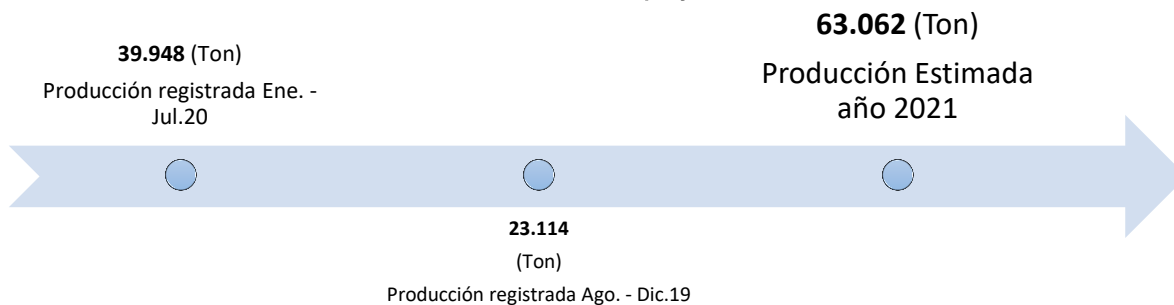 39.948 (Ton)
Producción registrada Ene. -
Jul.20
23.114
(Ton)
Producción registrada Ago. - Dic.19
63.062 (Ton)
Producción Estimada
año 2021